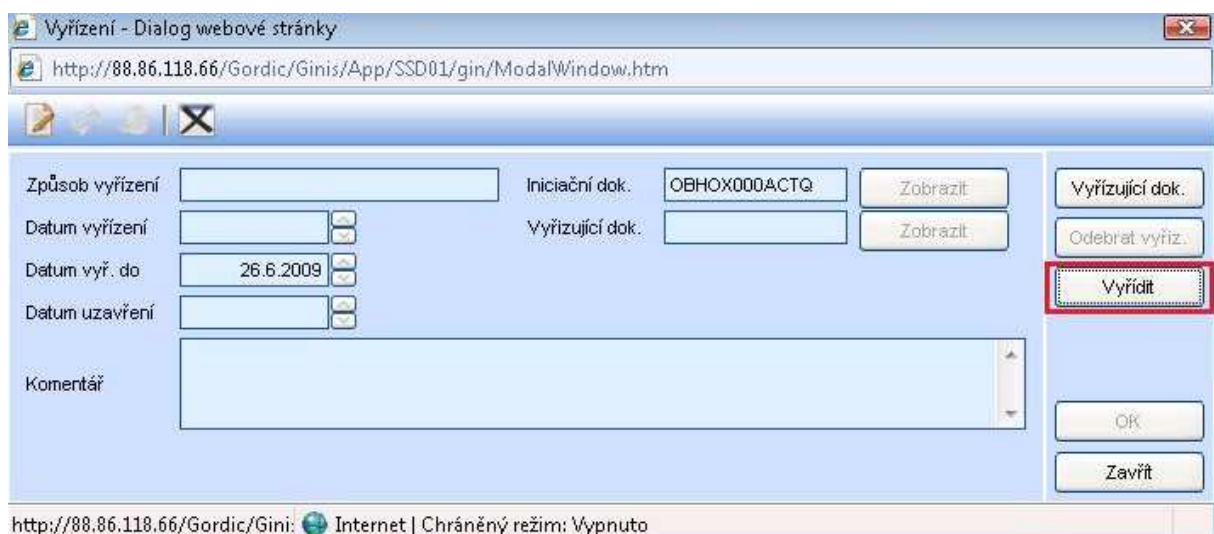 Vyřízení - Dialog webové stránky
http://88.86.118.66/Gordic/Ginis/App/SSD01/gin/ModalWindow.htm
Způsob vyřízení Iniciační dok. OBHOX000ACTQ Zobrazit Vyřízující dok.
Datum vyřízení Vyřizující dok. Zobrazit Odebrat vyříz.
Datum vyř. do 26.6.2009 Vyřídit
Datum uzavření
Komentář
OK
Zavřít
http://88.86.118.66/Gordic/Gini: Internet | Chráněný režim: Vypnuto